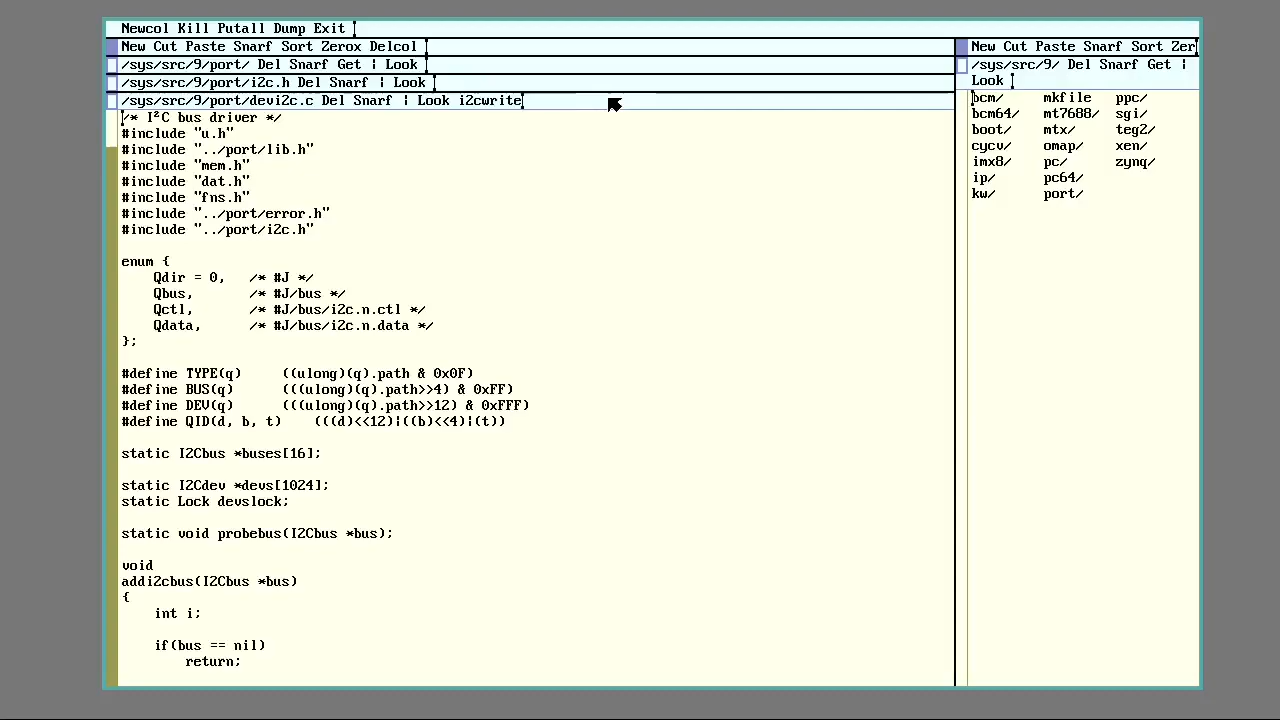 Newcol Kill Putall Dump Exit
New Cut Paste Snarf Sort Zerox Delcol
/sys/src/9/port/ Del Snarf Get | Look
/sys/src/9/port/i2c.h Del Snarf | Look
/sys/src/9/port/devi2c.c Del Snarf | Look i2cwrite
/* I²C bus driver */
#include "u.h"
#include "../port/lib.h"
#include "mem.h"
#include "dat.h"
#include "fns.h"
#include "../port/error.h"
#include "../port/i2c.h"
enum {
    Qdir = 0,   /* #J */
    Qbus,       /* #J/bus */
    Qctl,       /* #J/bus/i2c.n.ctl */
    Qdata,      /* #J/bus/i2c.n.data */
};
#define TYPE(q)     ((ulong)(q).path & 0x0F)
#define BUS(q)      (((ulong)(q).path>>4) & 0xFF)
#define DEV(q)      (((ulong)(q).path>>12) & 0xFFF)
#define QID(d, b, t)    (((d)<<12)|((b)<<4)|(t))
static I2Cbus *buses[16];
static I2Cdev *devs[1024];
static Lock devslock;
static void probebus(I2Cbus *bus);
void
addi2cbus(I2Cbus *bus)
{
    int i;
    if(bus == nil)
        return;
New Cut Paste Snarf Sort Zer
/sys/src/9/ Del Snarf Get |
Look
bcm/     mkfile   ppc/
bcm64/   mt7688/  sgi/
boot/    mtx/     teg2/
cycv/    omap/    xen/
imx8/    pc/      zynq/
ip/      pc64/
kw/      port/